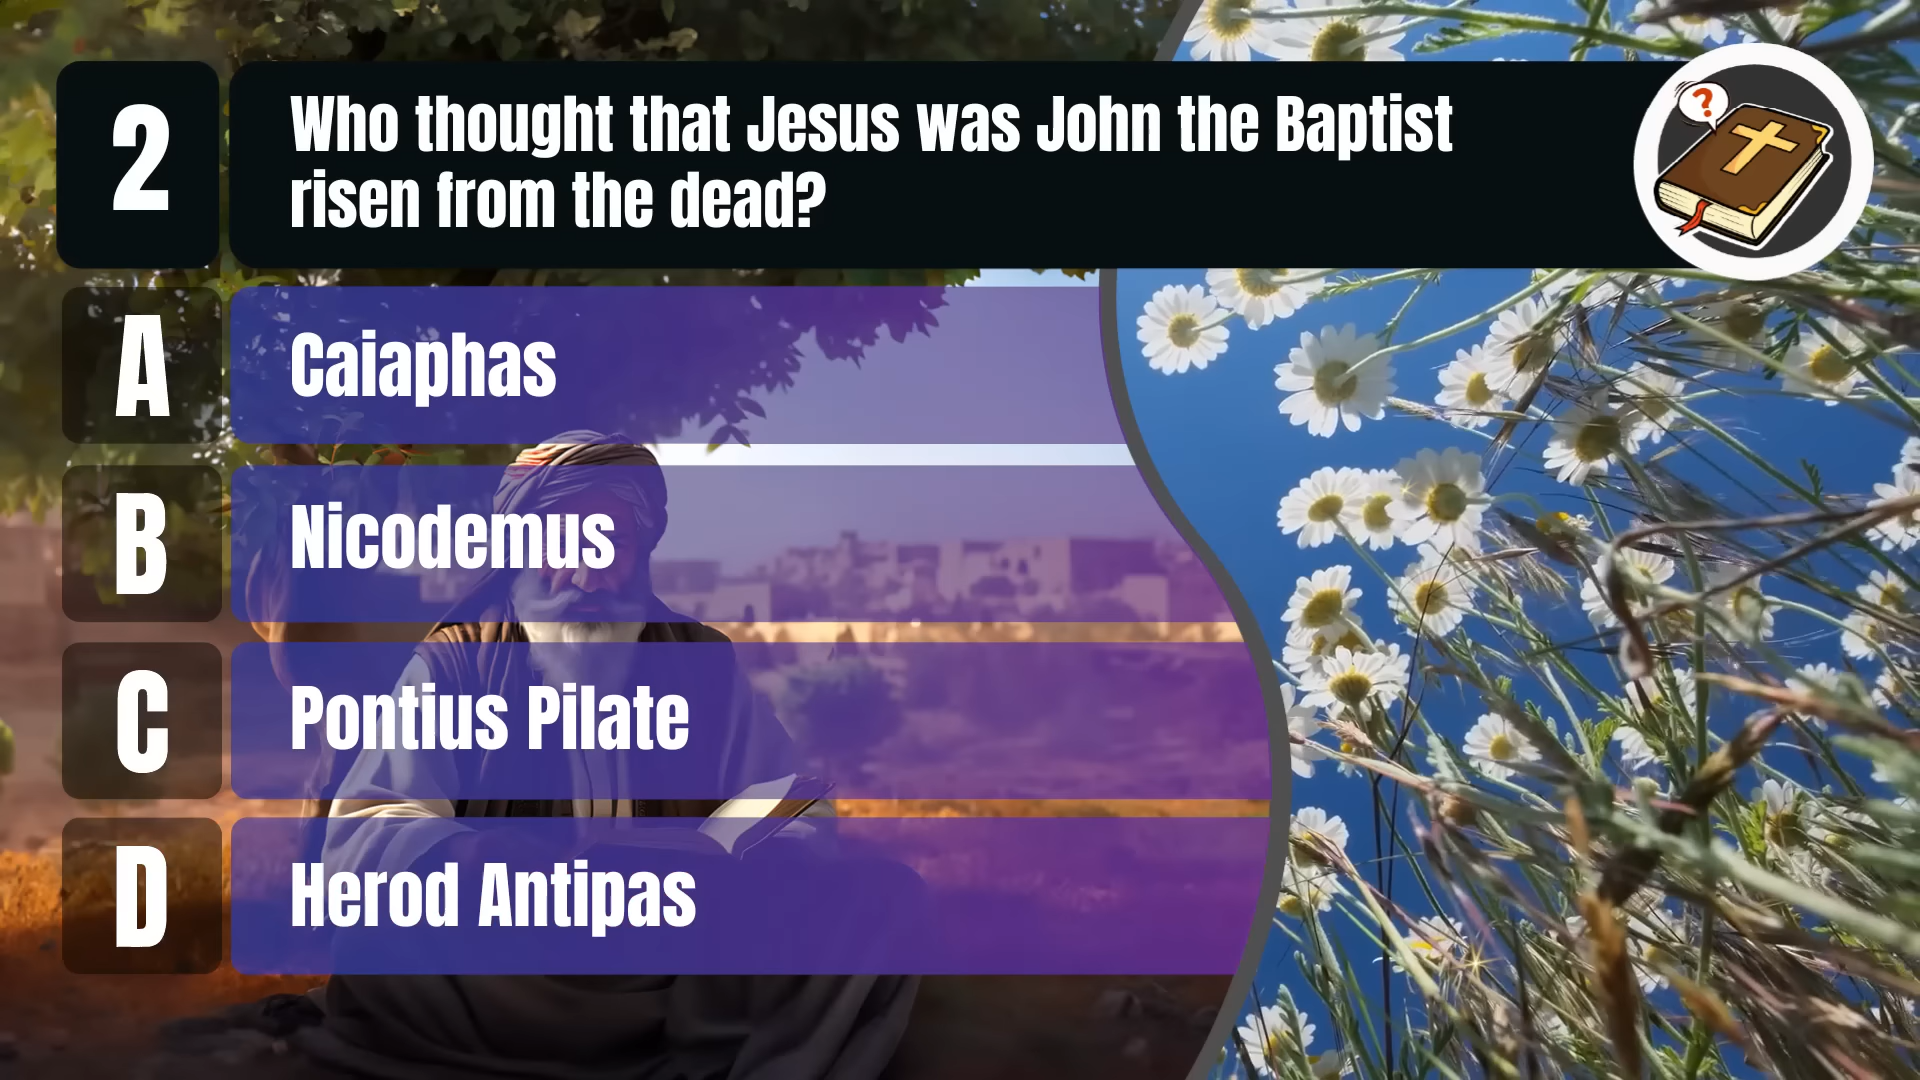 2
Who thought that Jesus was John the Baptist
risen from the dead?
?
A
Caiaphas
B
Nicodemus
C
Pontius Pilate
D
Herod Antipas